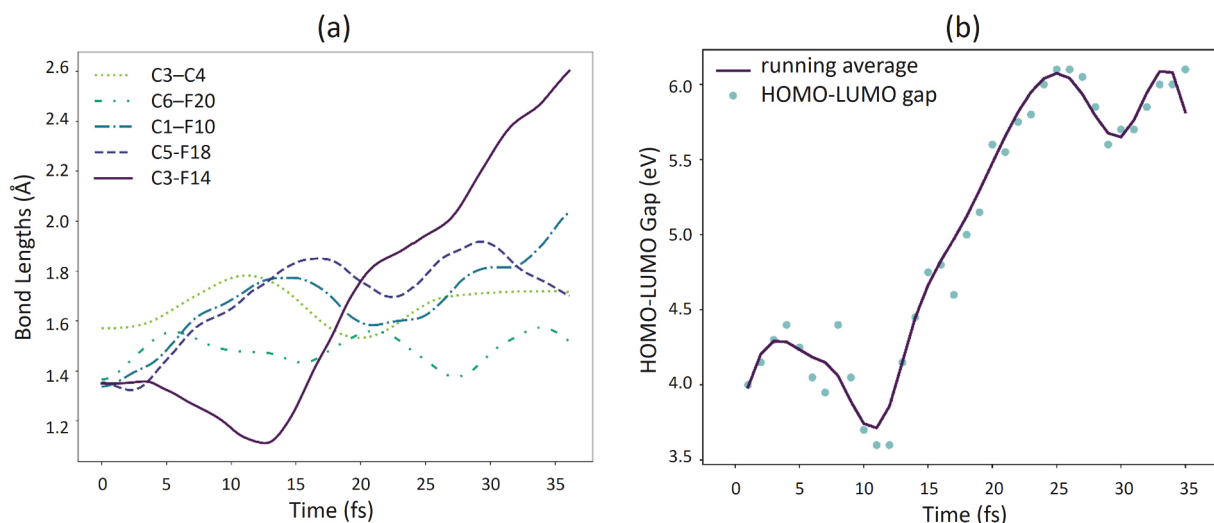 (a)
C3–C4
C6–F20
C1–F10
C5-F18
C3-F14
Bond Lengths (Å)
2.6
2.4
2.2
2.0
1.8
1.6
1.4
1.2
0 5 10 15 20 25 30 35
Time (fs)
(b)
running average
HOMO-LUMO gap
HOMO-LUMO Gap (eV)
6.0
5.5
5.0
4.5
4.0
3.5
0 5 10 15 20 25 30 35
Time (fs)